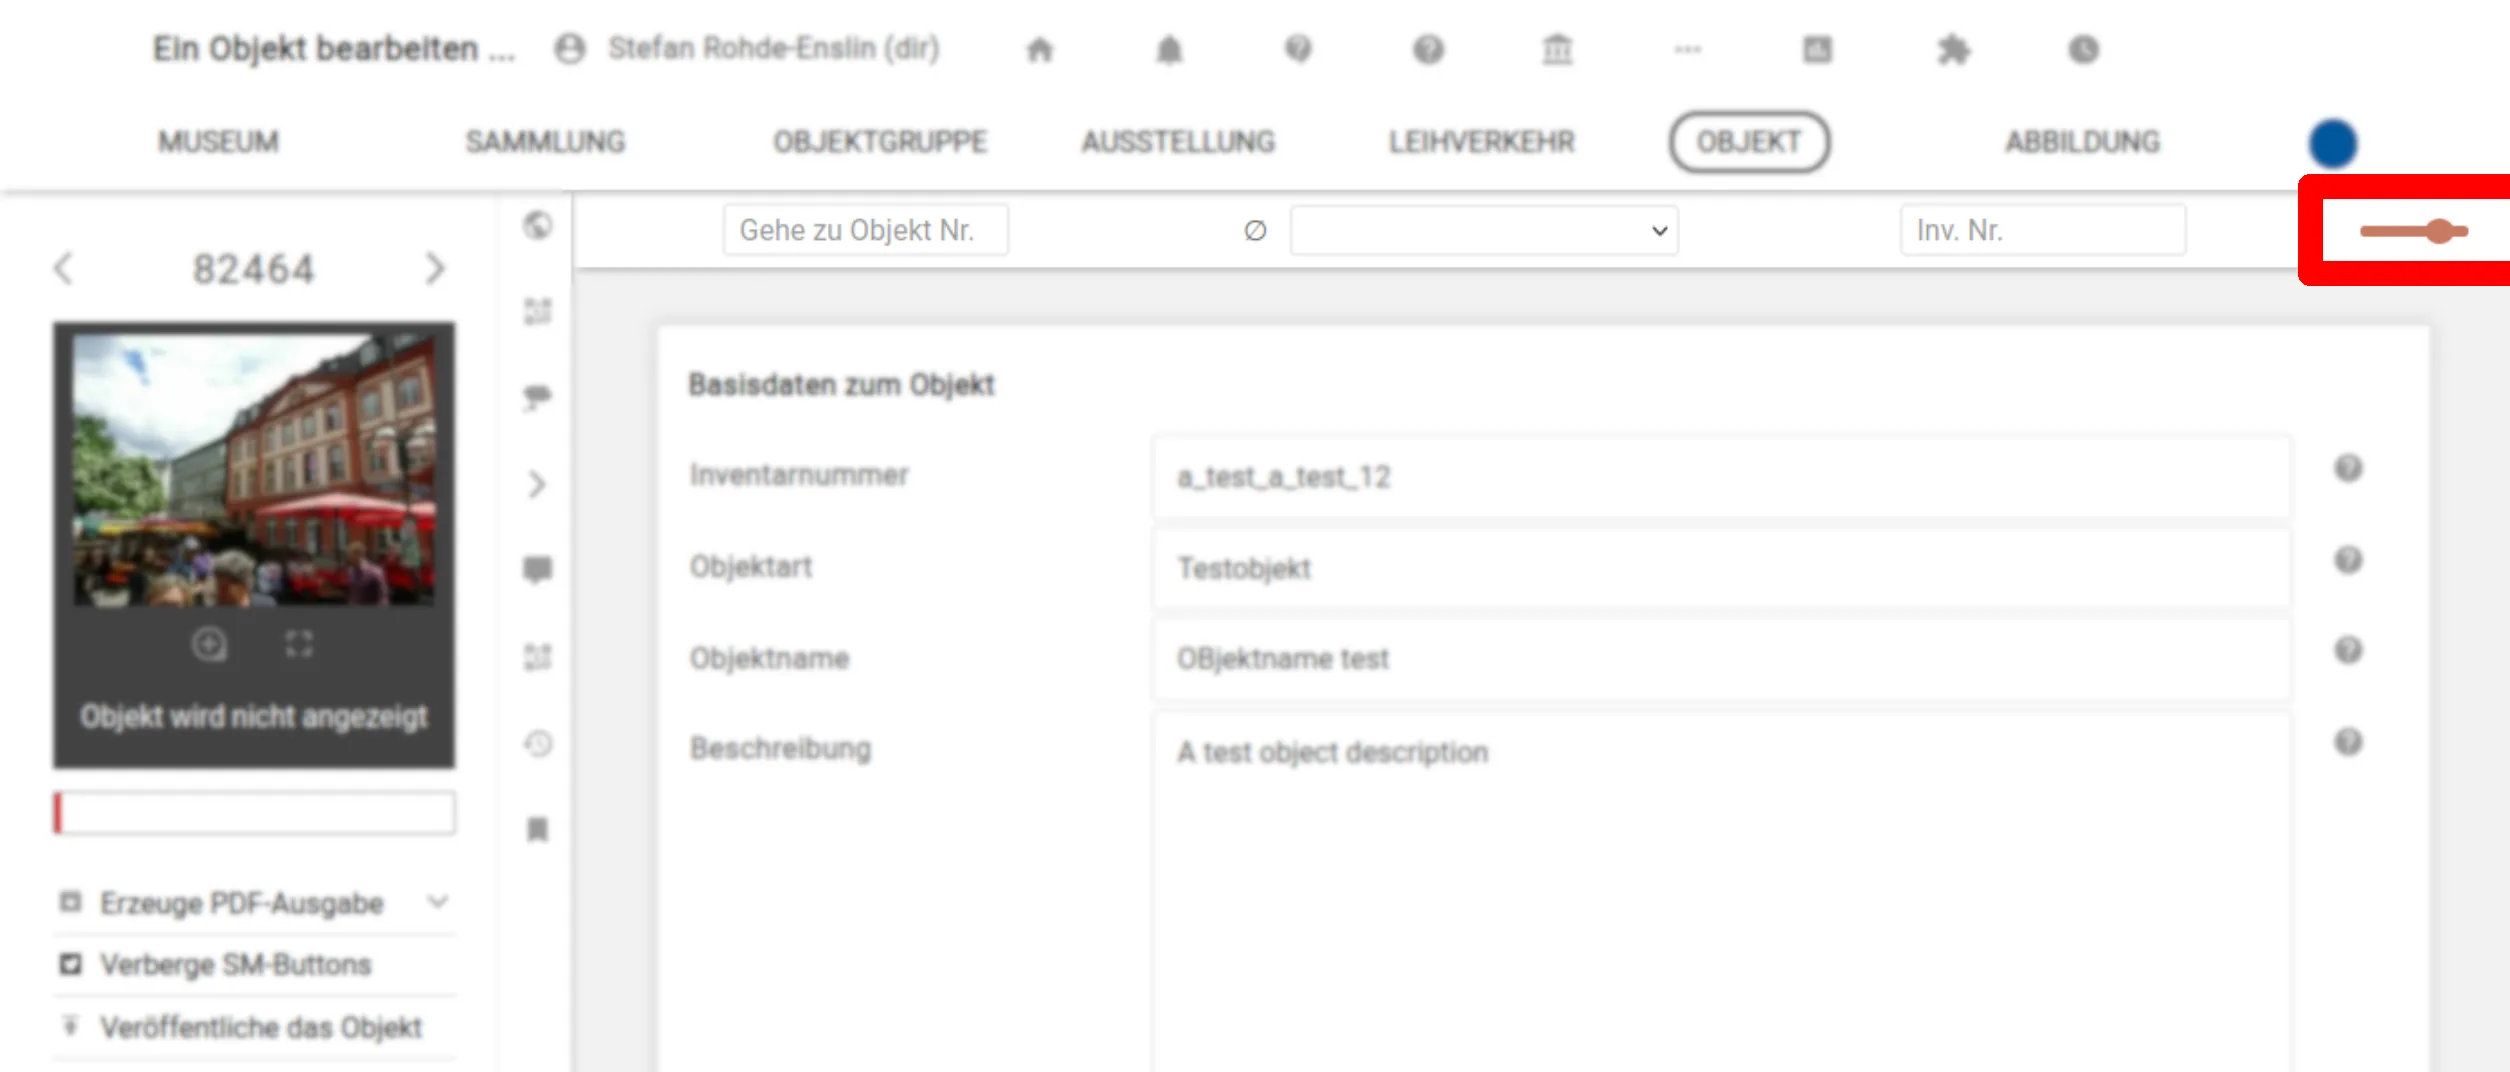 Ein Objekt bearbeiten ... Stefan Rohde-Enslin (dir)
MUSEUM SAMMLUNG OBJEKTGRUPPE AUSSTELLUNG LEIHVERKEHR OBJEKT ABBILDUNG
Gehe zu Objekt Nr. ∅ Inv. Nr.
82464
Objekt wird nicht angezeigt
Erzeuge PDF-Ausgabe
Verberge SM-Buttons
Veröffentliche das Objekt
Basisdaten zum Objekt
Inventarnummer a_test_a_test_12
Objektart Testobjekt
Objektname OBjektname test
Beschreibung A test object description